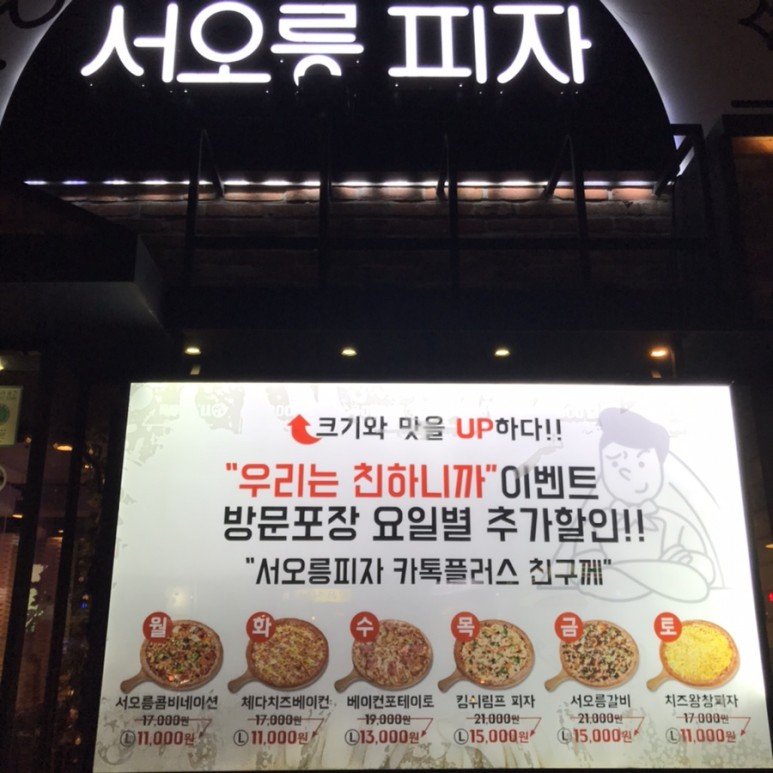 서오릉 피자
크기와 맛을 UP하다!!
"우리는 친하니까"이벤트
방문포장 요일별 추가할인!!
"서오릉피자 카톡플러스 친구께"
월 화 수 목 금 토
서오릉콤비네이션 체다치즈베이컨 베이컨포테이토 킹쉬림프 피자 서오릉갈비 치즈왕창피자
17,000원 17,000원 19,000원 21,000원 21,000원 17,000원
Ⓛ11,000원 Ⓛ11,000원 Ⓛ13,000원 Ⓛ15,000원 Ⓛ15,000원 Ⓛ11,000원